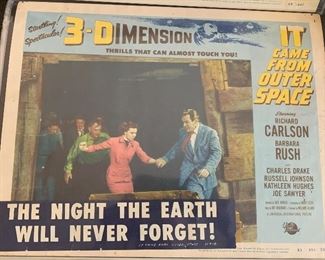 Startling!
Spectacular!
3-DIMENSION
THRILLS THAT CAN ALMOST TOUCH YOU!
IT
CAME FROM
OUTER
SPACE
Starring
RICHARD
CARLSON
BARBARA
RUSH
with
CHARLES DRAKE
RUSSELL JOHNSON
KATHLEEN HUGHES
JOE SAWYER
THE NIGHT THE EARTH
WILL NEVER FORGET!